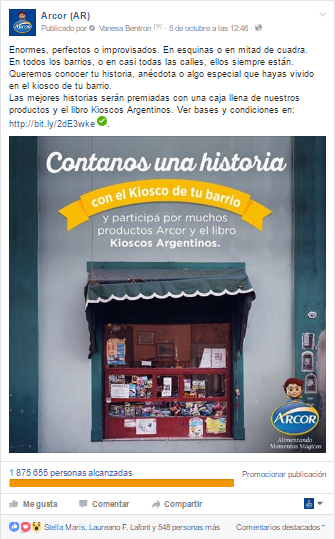 Arcor (AR)
Publicado por Vanesa Bentron [?] · 5 de octubre a las 12:46 ·
Enormes, perfectos o improvisados. En esquinas o en mitad de cuadra.
En todos los barrios, o en casi todas las calles, ellos siempre están.
Queremos conocer tu historia, anécdota o algo especial que hayas vivido
en el kiosco de tu barrio.
Las mejores historias serán premiadas con una caja llena de nuestros
productos y el libro Kioscos Argentinos. Ver bases y condiciones en:
http://bit.ly/2dE3wke
Contanos una historia
con el Kiosco de tu barrio
y participá por muchos
productos Arcor y el libro
Kioscos Argentinos.
ARCOR
Alimentando
Momentos Mágicos
1 875 655 personas alcanzadas
Promocionar publicación
Me gusta Comentar Compartir
Stella Maris, Laureano F. Lafont y 548 personas más
Comentarios destacados